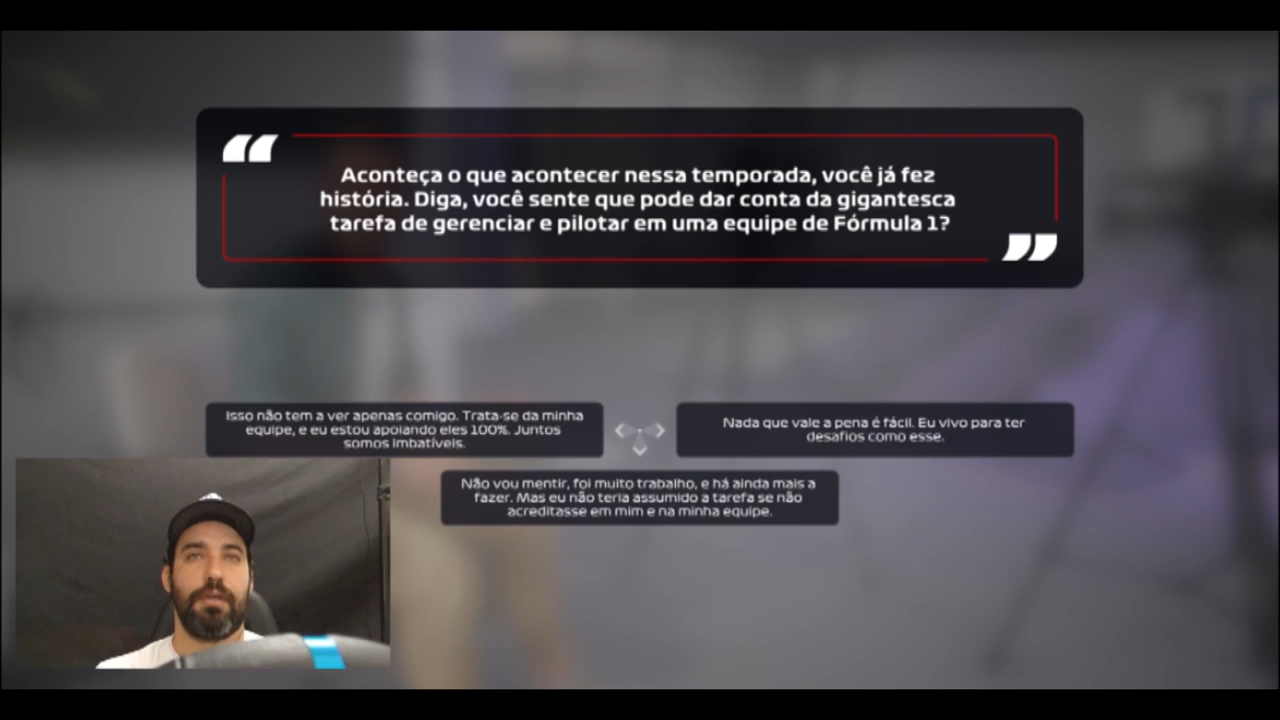 Aconteça o que acontecer nessa temporada, você já fez
história. Diga, você sente que pode dar conta da gigantesca
tarefa de gerenciar e pilotar em uma equipe de Fórmula 1?
Isso não tem a ver apenas comigo. Trata-se da minha
equipe, e eu estou apoiando eles 100%. Juntos
somos imbatíveis.
Nada que vale a pena é fácil. Eu vivo para ter
desafios como esse.
Não vou mentir, foi muito trabalho, e há ainda mais a
fazer. Mas eu não teria assumido a tarefa se não
acreditasse em mim e na minha equipe.